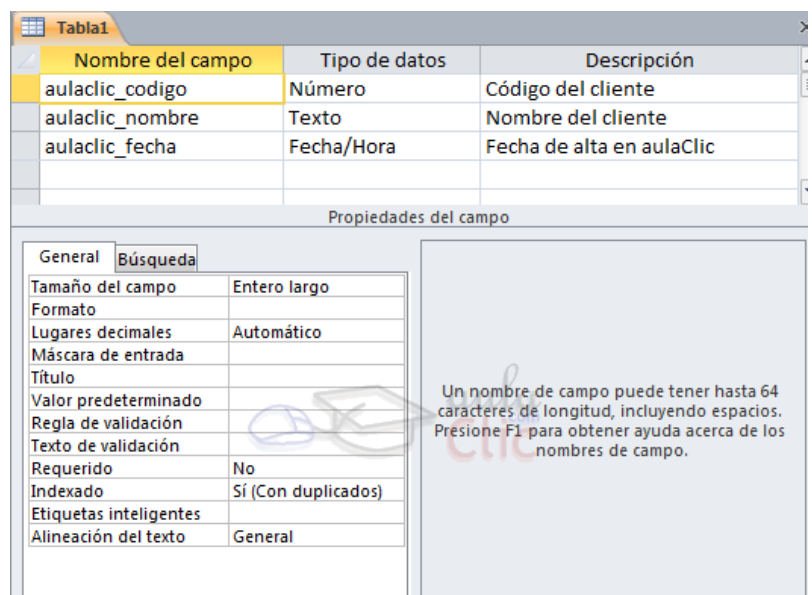 Tabla1
Nombre del campo Tipo de datos Descripción
aulaclic_codigo Número Código del cliente
aulaclic_nombre Texto Nombre del cliente
aulaclic_fecha Fecha/Hora Fecha de alta en aulaClic
Propiedades del campo
General Búsqueda
Tamaño del campo Entero largo
Formato
Lugares decimales Automático
Máscara de entrada
Título
Valor predeterminado
Regla de validación
Texto de validación
Requerido No
Indexado Sí (Con duplicados)
Etiquetas inteligentes
Alineación del texto General
Un nombre de campo puede tener hasta 64
caracteres de longitud, incluyendo espacios.
Presione F1 para obtener ayuda acerca de los
nombres de campo.
aula
.com
clic